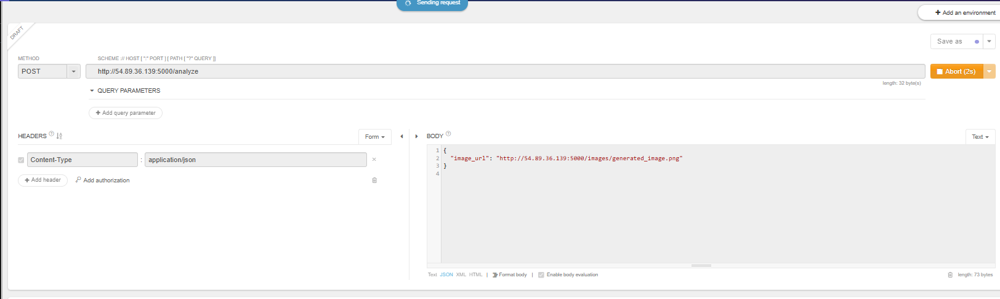 Sending request
+ Add an environment
DRAFT
Save as
METHOD
SCHEME :// HOST [ ":" PORT ] [ PATH [ "?" QUERY ]]
POST
http://54.89.36.139:5000/analyze
Abort (2s)
length: 32 byte(s)
QUERY PARAMETERS
+ Add query parameter
HEADERS ?
Form
BODY ?
Text
Content-Type : application/json ×
+ Add header
Add authorization
1 {
2 "image_url": "http://54.89.36.139:5000/images/generated_image.png"
3 }
4
Text JSON XML HTML | Format body | Enable body evaluation
length: 73 bytes